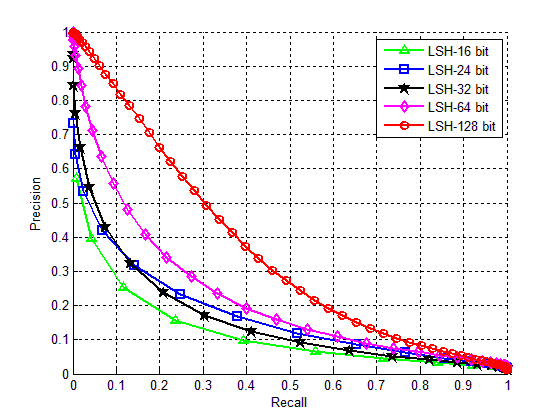 LSH-16 bit
LSH-24 bit
LSH-32 bit
LSH-64 bit
LSH-128 bit
Precision
1
0.9
0.8
0.7
0.6
0.5
0.4
0.3
0.2
0.1
0
0 0.1 0.2 0.3 0.4 0.5 0.6 0.7 0.8 0.9 1
Recall